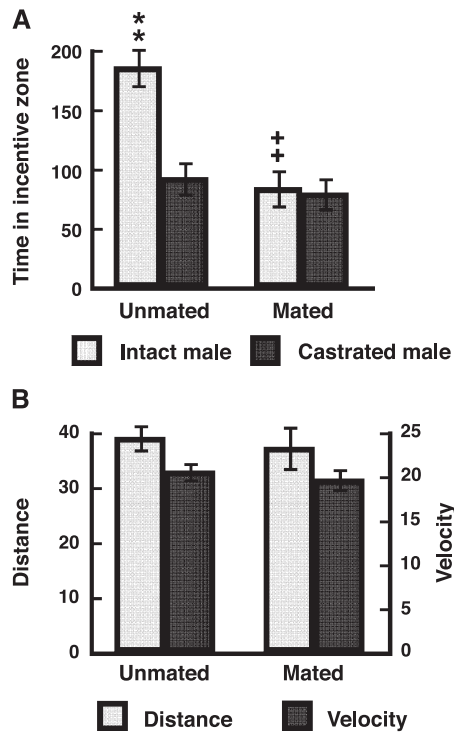 A
Time in incentive zone
200
150
100
50
0
**
++
Unmated Mated
Intact male Castrated male
B
Distance
40
30
20
10
0
Velocity
25
20
15
10
5
0
Unmated Mated
Distance Velocity